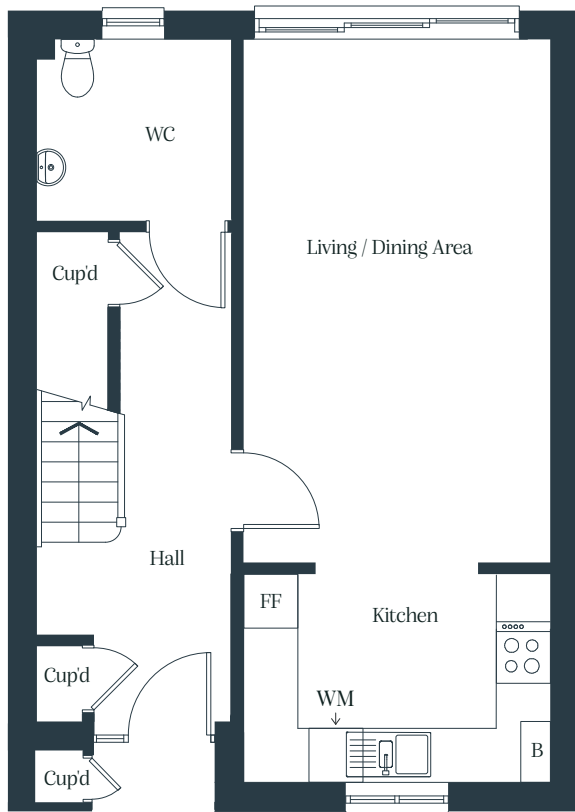 WC
Living / Dining Area
Cup'd
Hall
FF
Kitchen
Cup'd
WM
B
Cup'd